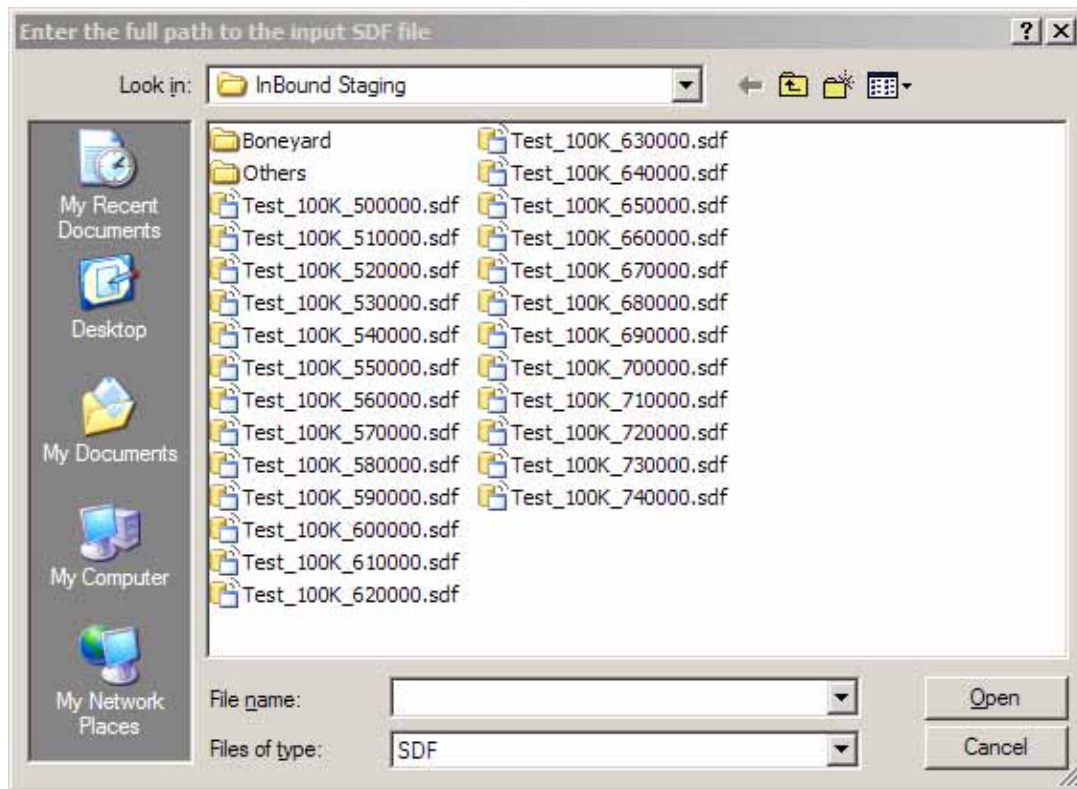 Enter the full path to the input SDF file
Look in:
InBound Staging
My Recent
Documents
Desktop
My Documents
My Computer
My Network
Places
Boneyard
Others
Test_100K_500000.sdf
Test_100K_510000.sdf
Test_100K_520000.sdf
Test_100K_530000.sdf
Test_100K_540000.sdf
Test_100K_550000.sdf
Test_100K_560000.sdf
Test_100K_570000.sdf
Test_100K_580000.sdf
Test_100K_590000.sdf
Test_100K_600000.sdf
Test_100K_610000.sdf
Test_100K_620000.sdf
Test_100K_630000.sdf
Test_100K_640000.sdf
Test_100K_650000.sdf
Test_100K_660000.sdf
Test_100K_670000.sdf
Test_100K_680000.sdf
Test_100K_690000.sdf
Test_100K_700000.sdf
Test_100K_710000.sdf
Test_100K_720000.sdf
Test_100K_730000.sdf
Test_100K_740000.sdf
File name:
Open
Files of type:
SDF
Cancel